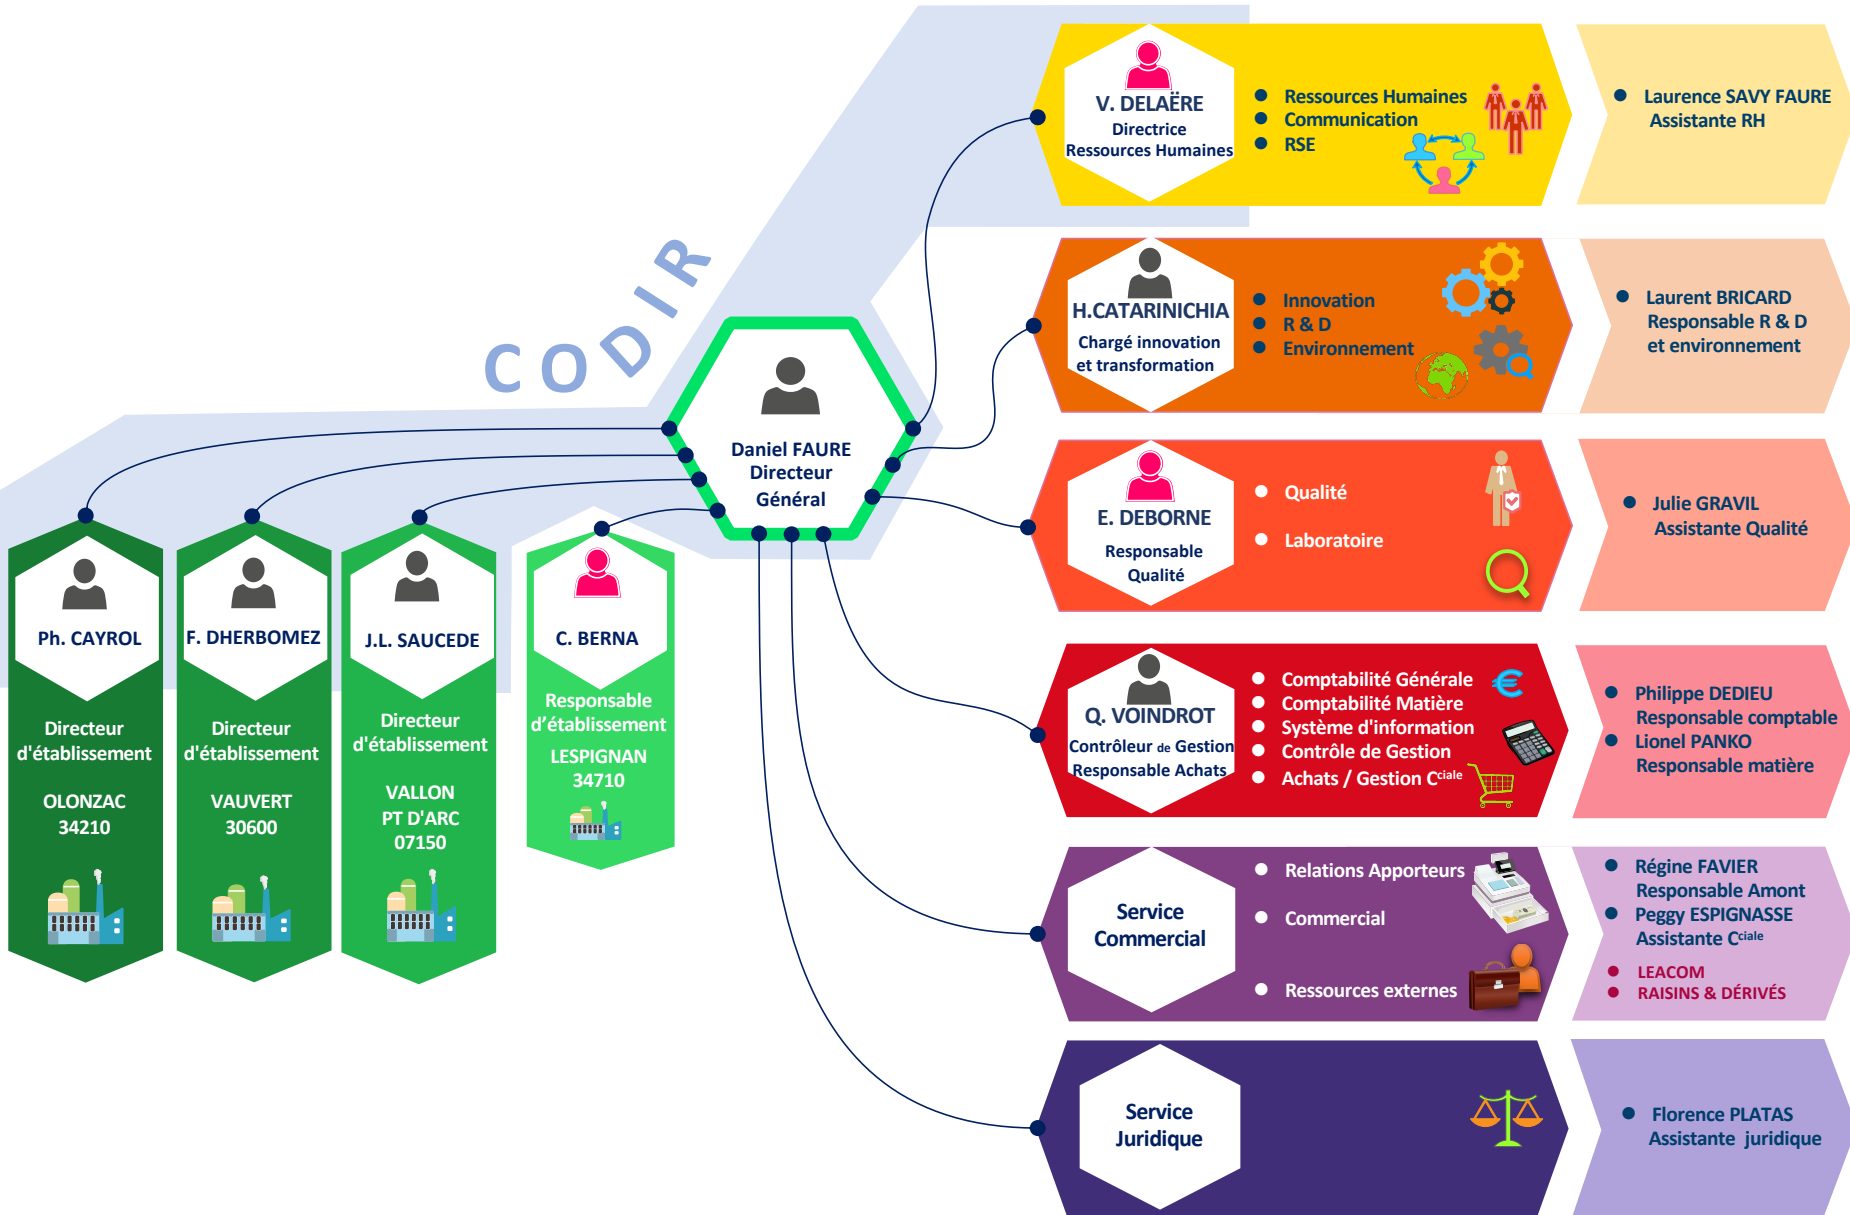 CODIR
Daniel FAURE
Directeur
Général
Ph. CAYROL
Directeur
d'établissement
OLONZAC
34210
F. DHERBOMEZ
Directeur
d'établissement
VAUVERT
30600
J.L. SAUCEDE
Directeur
d'établissement
VALLON
PT D'ARC
07150
C. BERNA
Responsable
d'établissement
LESPIGNAN
34710
V. DELAËRE
Directrice
Ressources Humaines
Ressources Humaines
Communication
RSE
Laurence SAVY FAURE
Assistante RH
H.CATARINICHIA
Chargé innovation
et transformation
Innovation
R & D
Environnement
Laurent BRICARD
Responsable R & D
et environnement
E. DEBORNE
Responsable
Qualité
Qualité
Laboratoire
Julie GRAVIL
Assistante Qualité
Q. VOINDROT
Contrôleur de Gestion
Responsable Achats
Comptabilité Générale
Comptabilité Matière
Système d'information
Contrôle de Gestion
Achats / Gestion Cciale
Philippe DEDIEU
Responsable comptable
Lionel PANKO
Responsable matière
Service
Commercial
Relations Apporteurs
Commercial
Ressources externes
Régine FAVIER
Responsable Amont
Peggy ESPIGNASSE
Assistante Cciale
LEACOM
RAISINS & DÉRIVÉS
Service
Juridique
Florence PLATAS
Assistante juridique